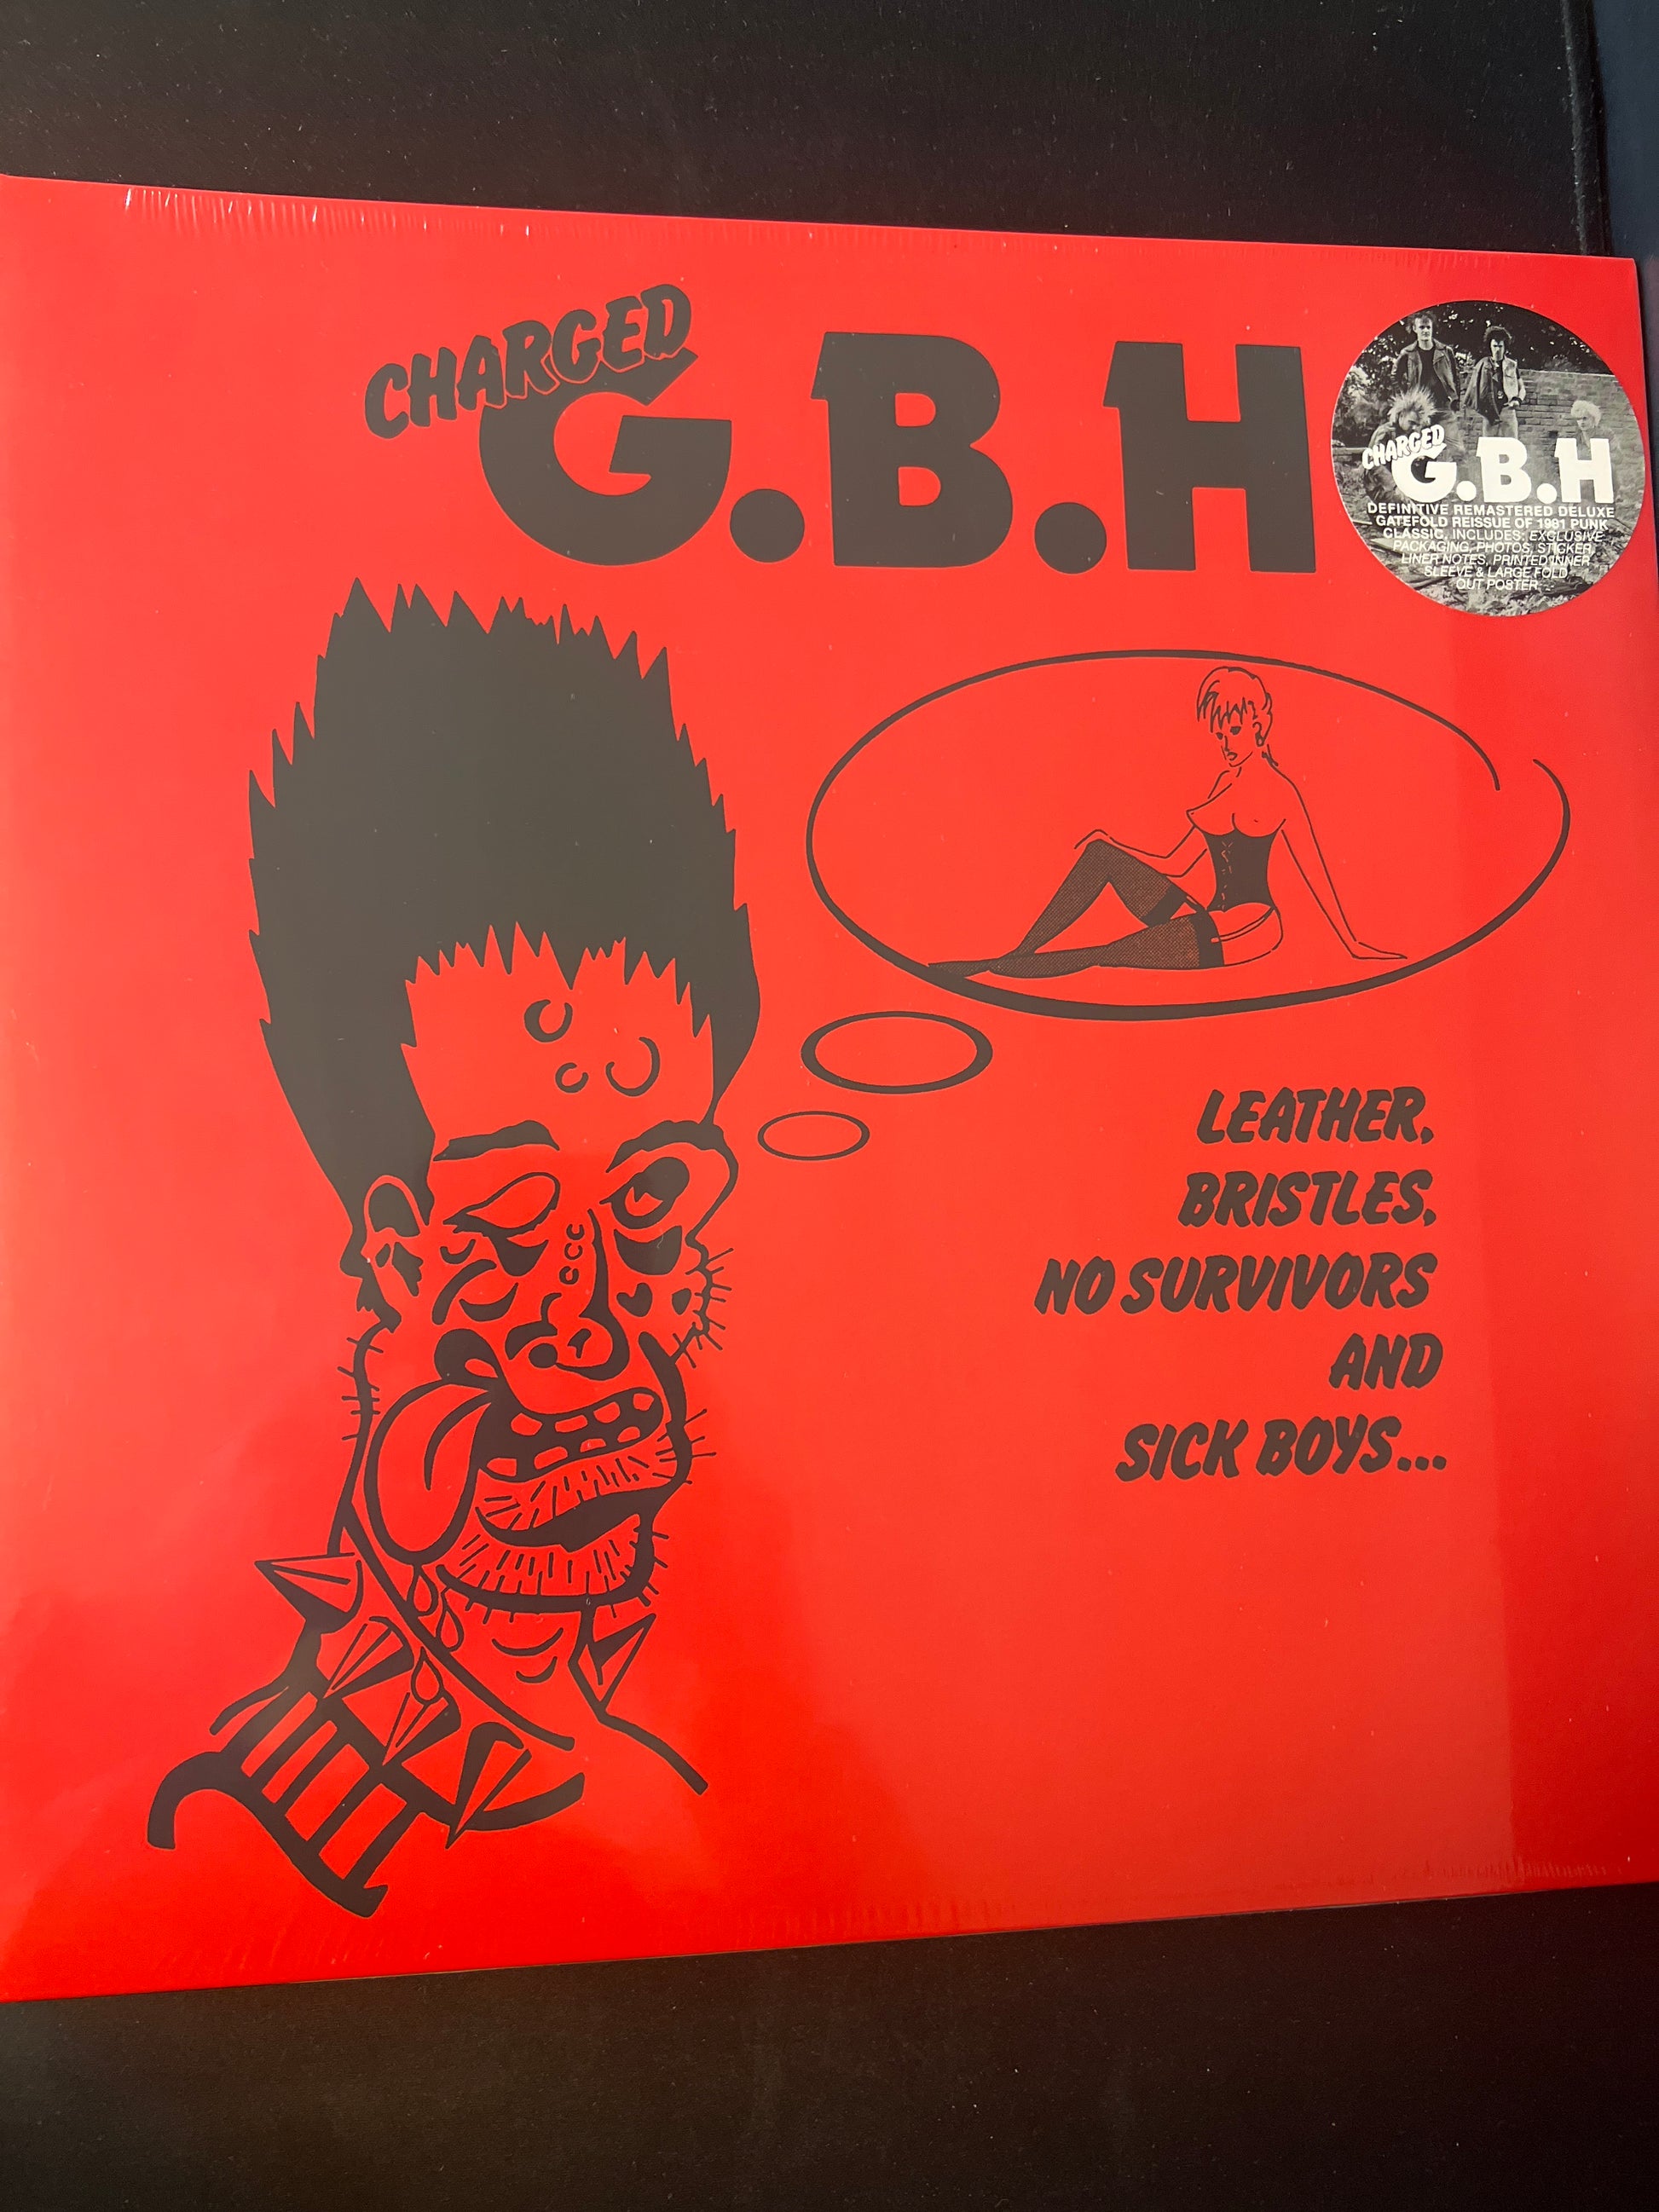 CHARGED
G.B.H
CHARGED
G.B.H
DEFINITIVE REMASTERED DELUXE
GATEFOLD REISSUE OF 1981 PUNK
CLASSIC. INCLUDES: EXCLUSIVE
PACKAGING, PHOTOS, STICKER,
LINER NOTES, PRINTED INNER
SLEEVE & LARGE FOLD
OUT POSTER
LEATHER,
BRISTLES,
NO SURVIVORS
AND
SICK BOYS...